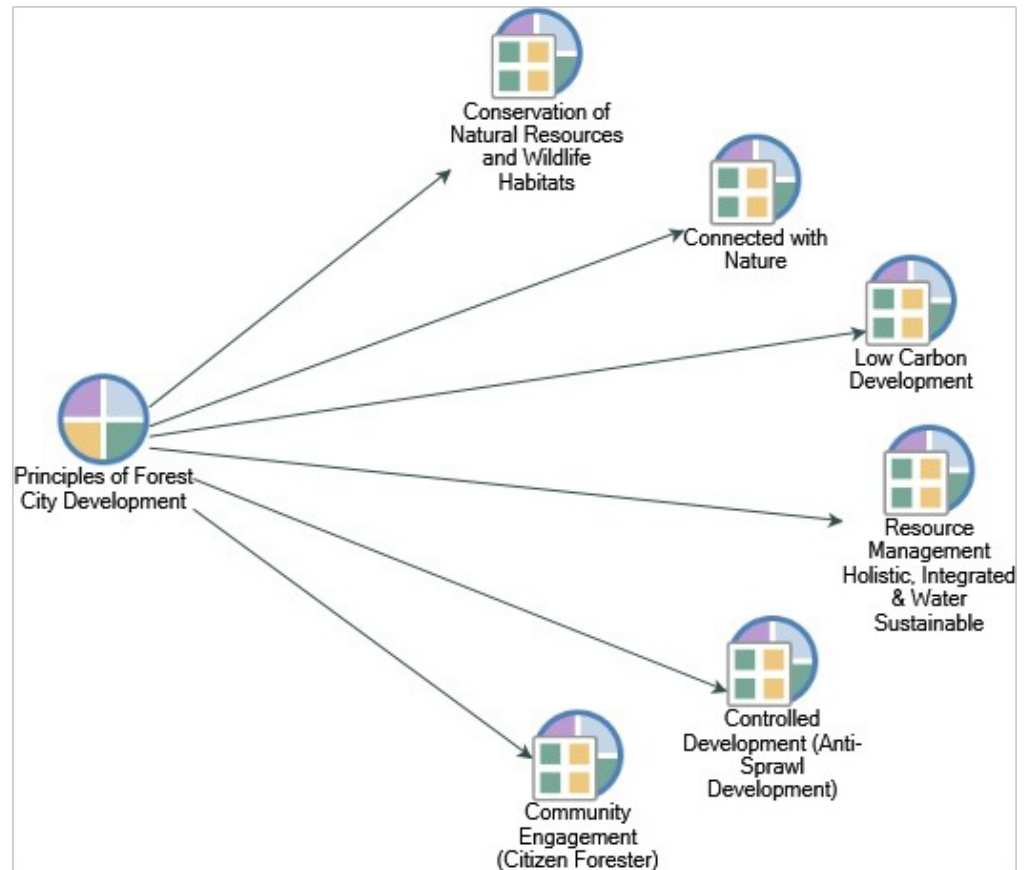 Conservation of
Natural Resources
and Wildlife
Habitats
Connected with
Nature
Low Carbon
Development
Principles of Forest
City Development
Resource
Management
Holistic, Integrated
& Water
Sustainable
Controlled
Development (Anti-
Sprawl
Development)
Community
Engagement
(Citizen Forester)